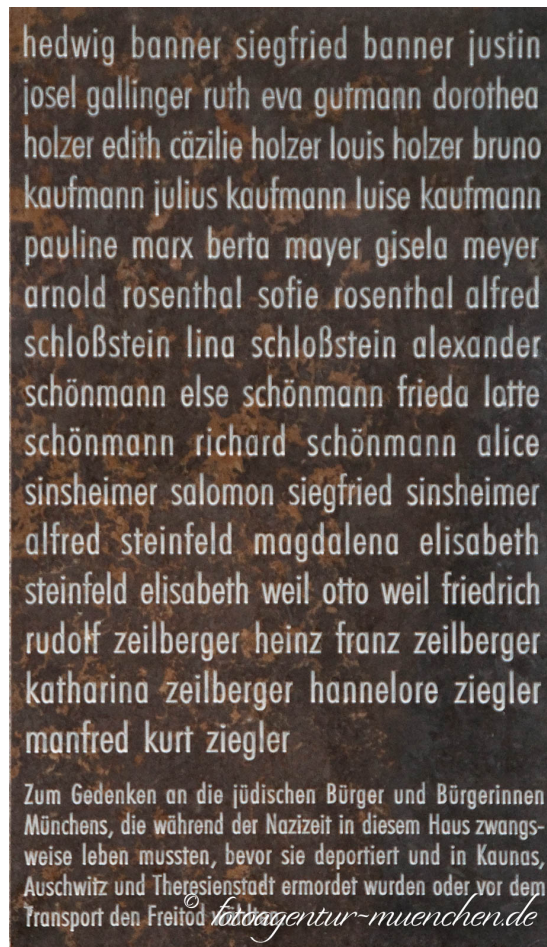 hedwig banner siegfried banner justin
josel gallinger ruth eva gutmann dorothea
holzer edith cäzilie holzer louis holzer bruno
kaufmann julius kaufmann luise kaufmann
pauline marx berta mayer gisela meyer
arnold rosenthal sofie rosenthal alfred
schloßstein lina schloßstein alexander
schönmann else schönmann frieda lotte
schönmann richard schönmann alice
sinsheimer salomon siegfried sinsheimer
alfred steinfeld magdalena elisabeth
steinfeld elisabeth weil otto weil friedrich
rudolf zeilberger heinz franz zeilberger
katharina zeilberger hannelore ziegler
manfred kurt ziegler
Zum Gedenken an die jüdischen Bürger und Bürgerinnen
Münchens, die während der Nazizeit in diesem Haus zwangs-
weise leben mussten, bevor sie deportiert und in Kaunas,
Auschwitz und Theresienstadt ermordet wurden oder vor dem
Transport den Freitod
© fotoagentur-muenchen.de